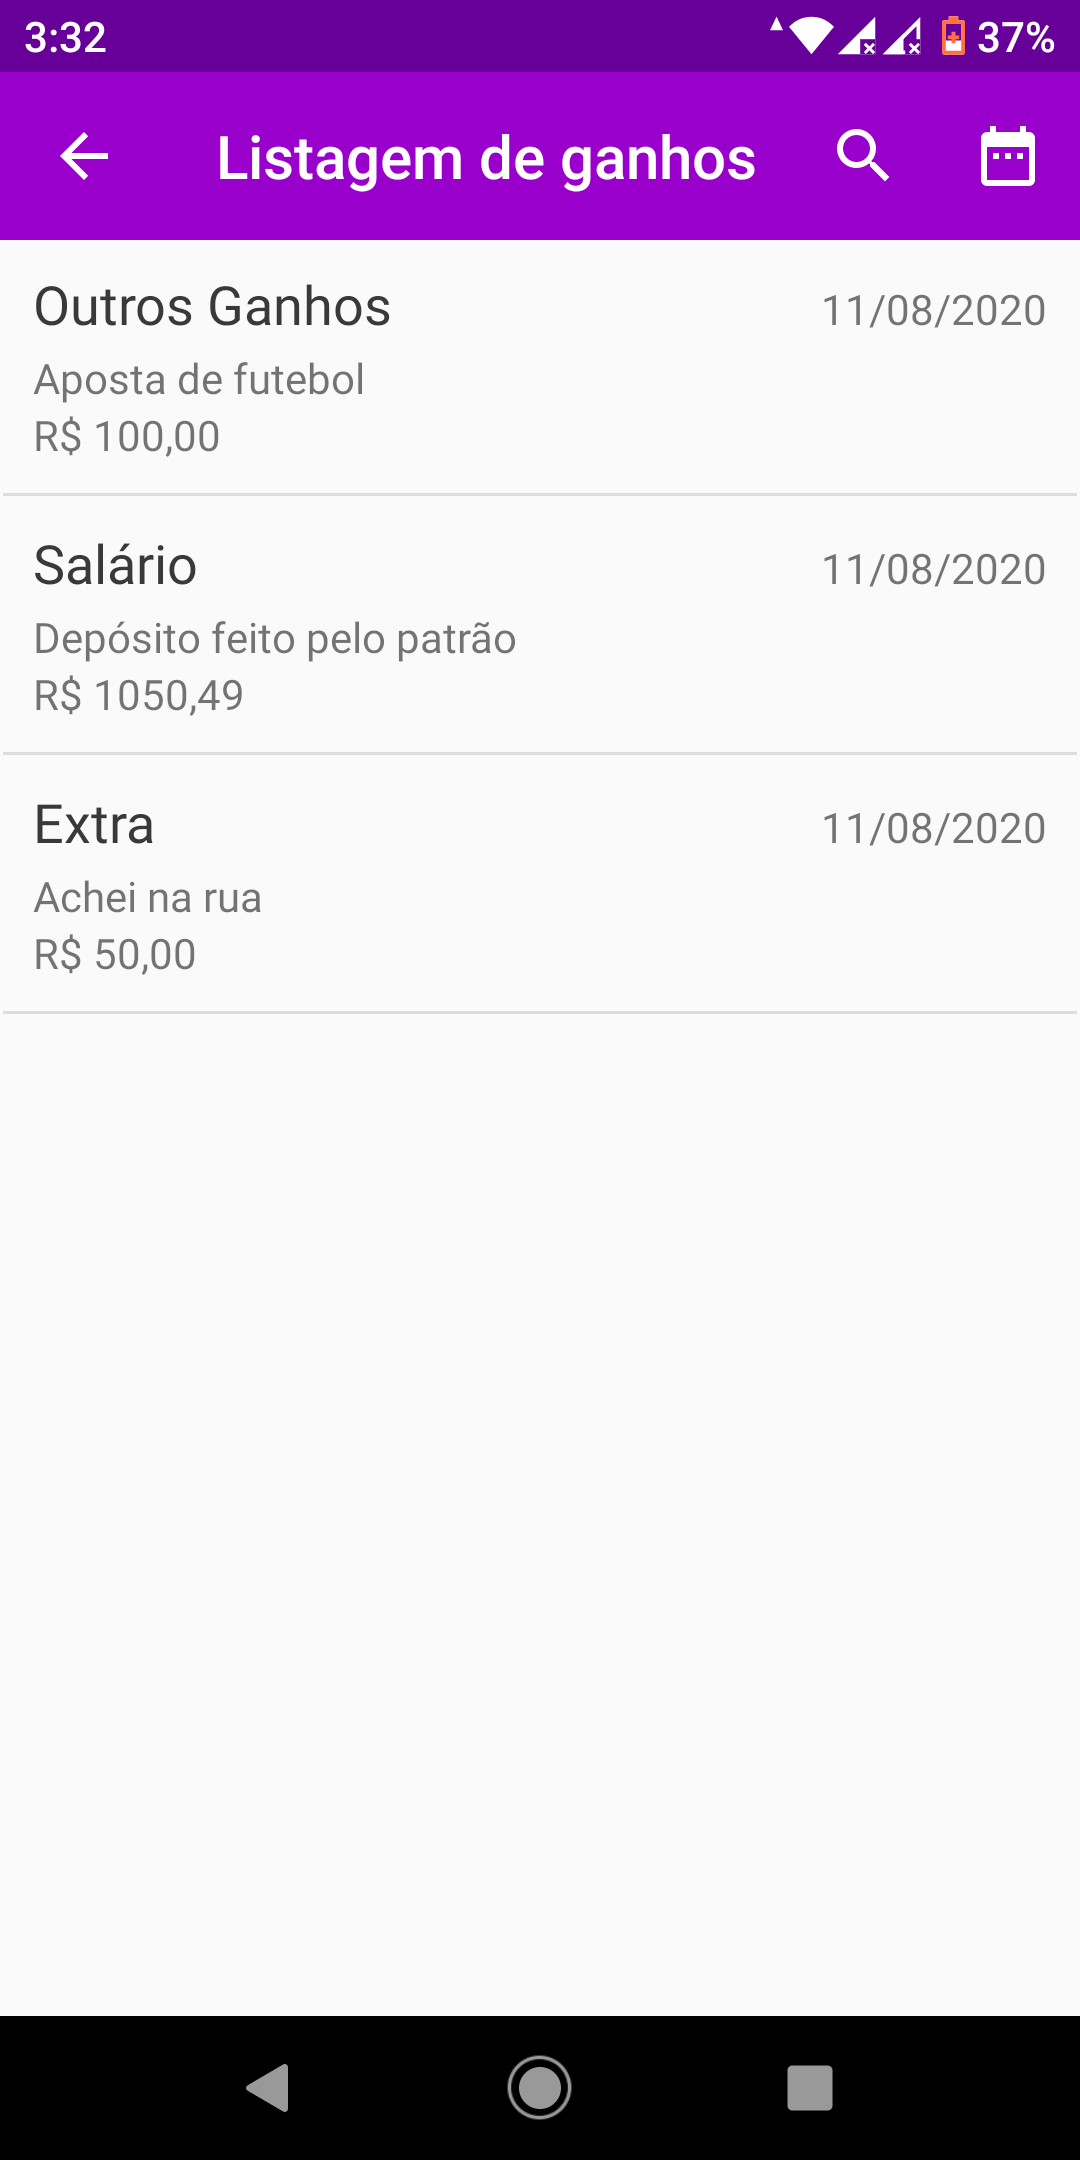 3:32
37%
Listagem de ganhos
Outros Ganhos
11/08/2020
Aposta de futebol
R$ 100,00
Salário
11/08/2020
Depósito feito pelo patrão
R$ 1050,49
Extra
11/08/2020
Achei na rua
R$ 50,00